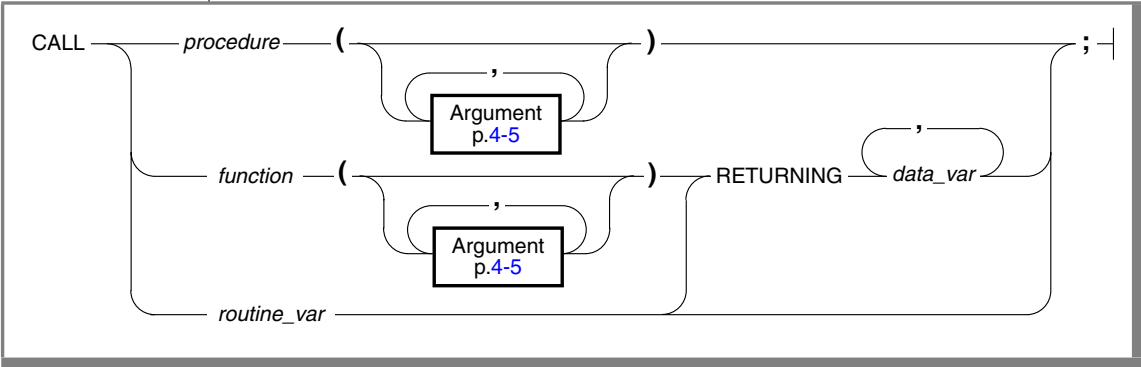 CALL procedure ( , ) ;
Argument
p.4-5
function ( , ) RETURNING data_var ,
Argument
p.4-5
routine_var